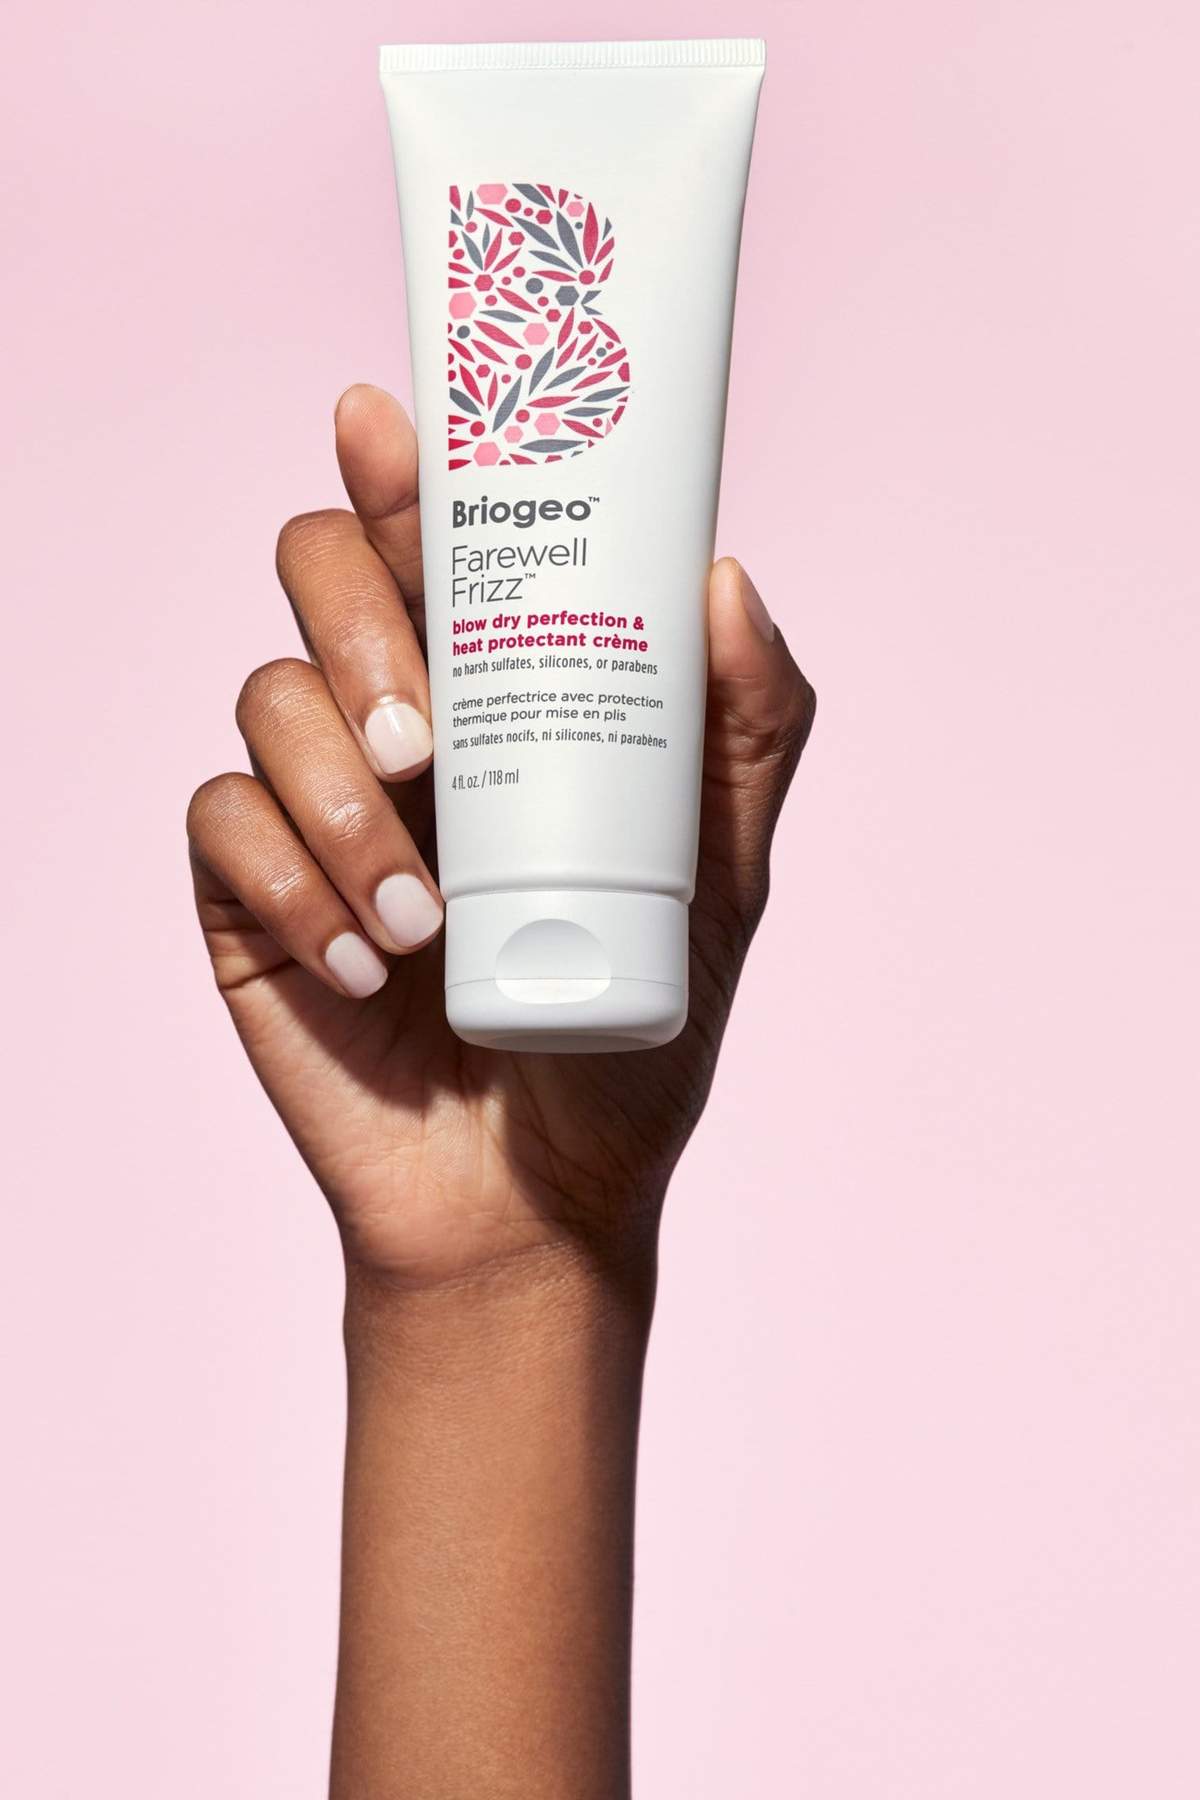 B
Briogeo™
Farewell
Frizz™
blow dry perfection &
heat protectant crème
no harsh sulfates, silicones, or parabens
crème perfectrice avec protection
thermique pour mise en plis
sans sulfates nocifs, ni silicones, ni parabènes
4 fl. oz. / 118 ml